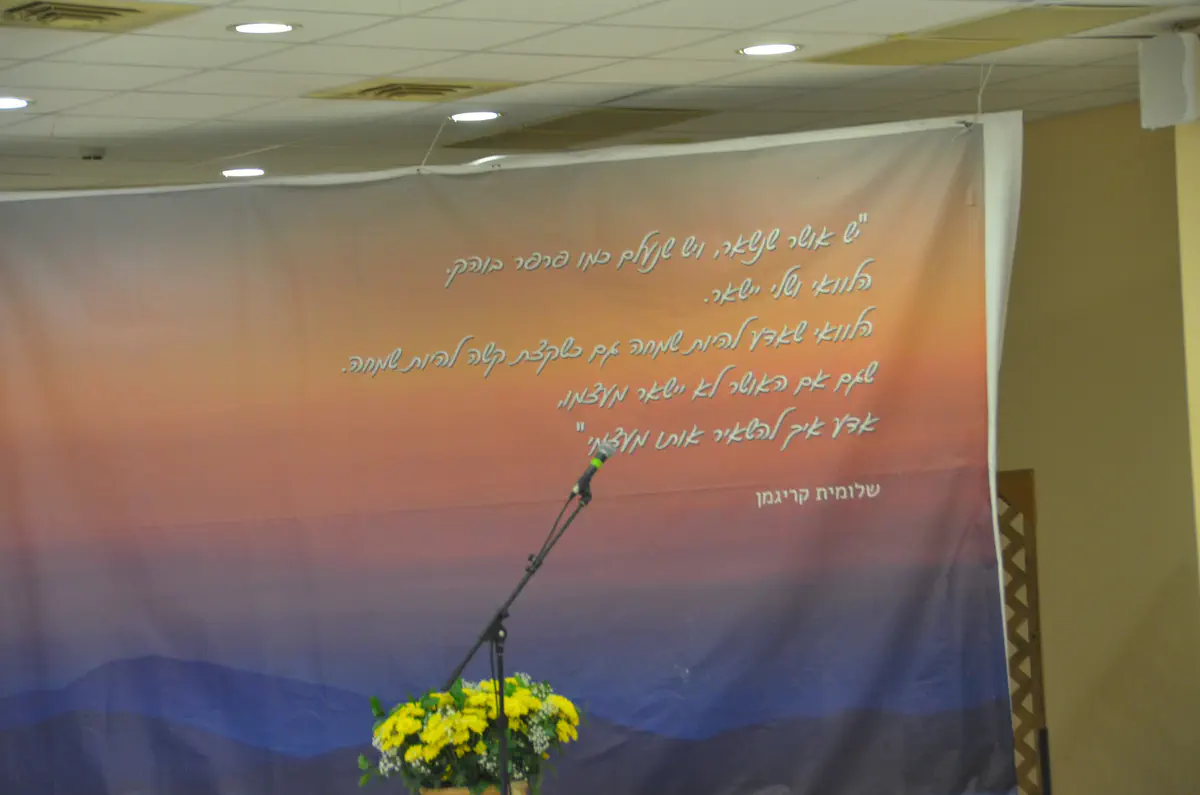 "יש אושר שנשאר, ויש שנעלם כמו פרפר בוהק.
הלוואי ושלי יישאר.
הלוואי שאדע להיות שמחה גם כשקצת קשה להיות שמחה.
שגם אם האושר לא יישאר מעצמו,
אדע איך להשאיר אותו מעצמי"
שלומית קריגמן